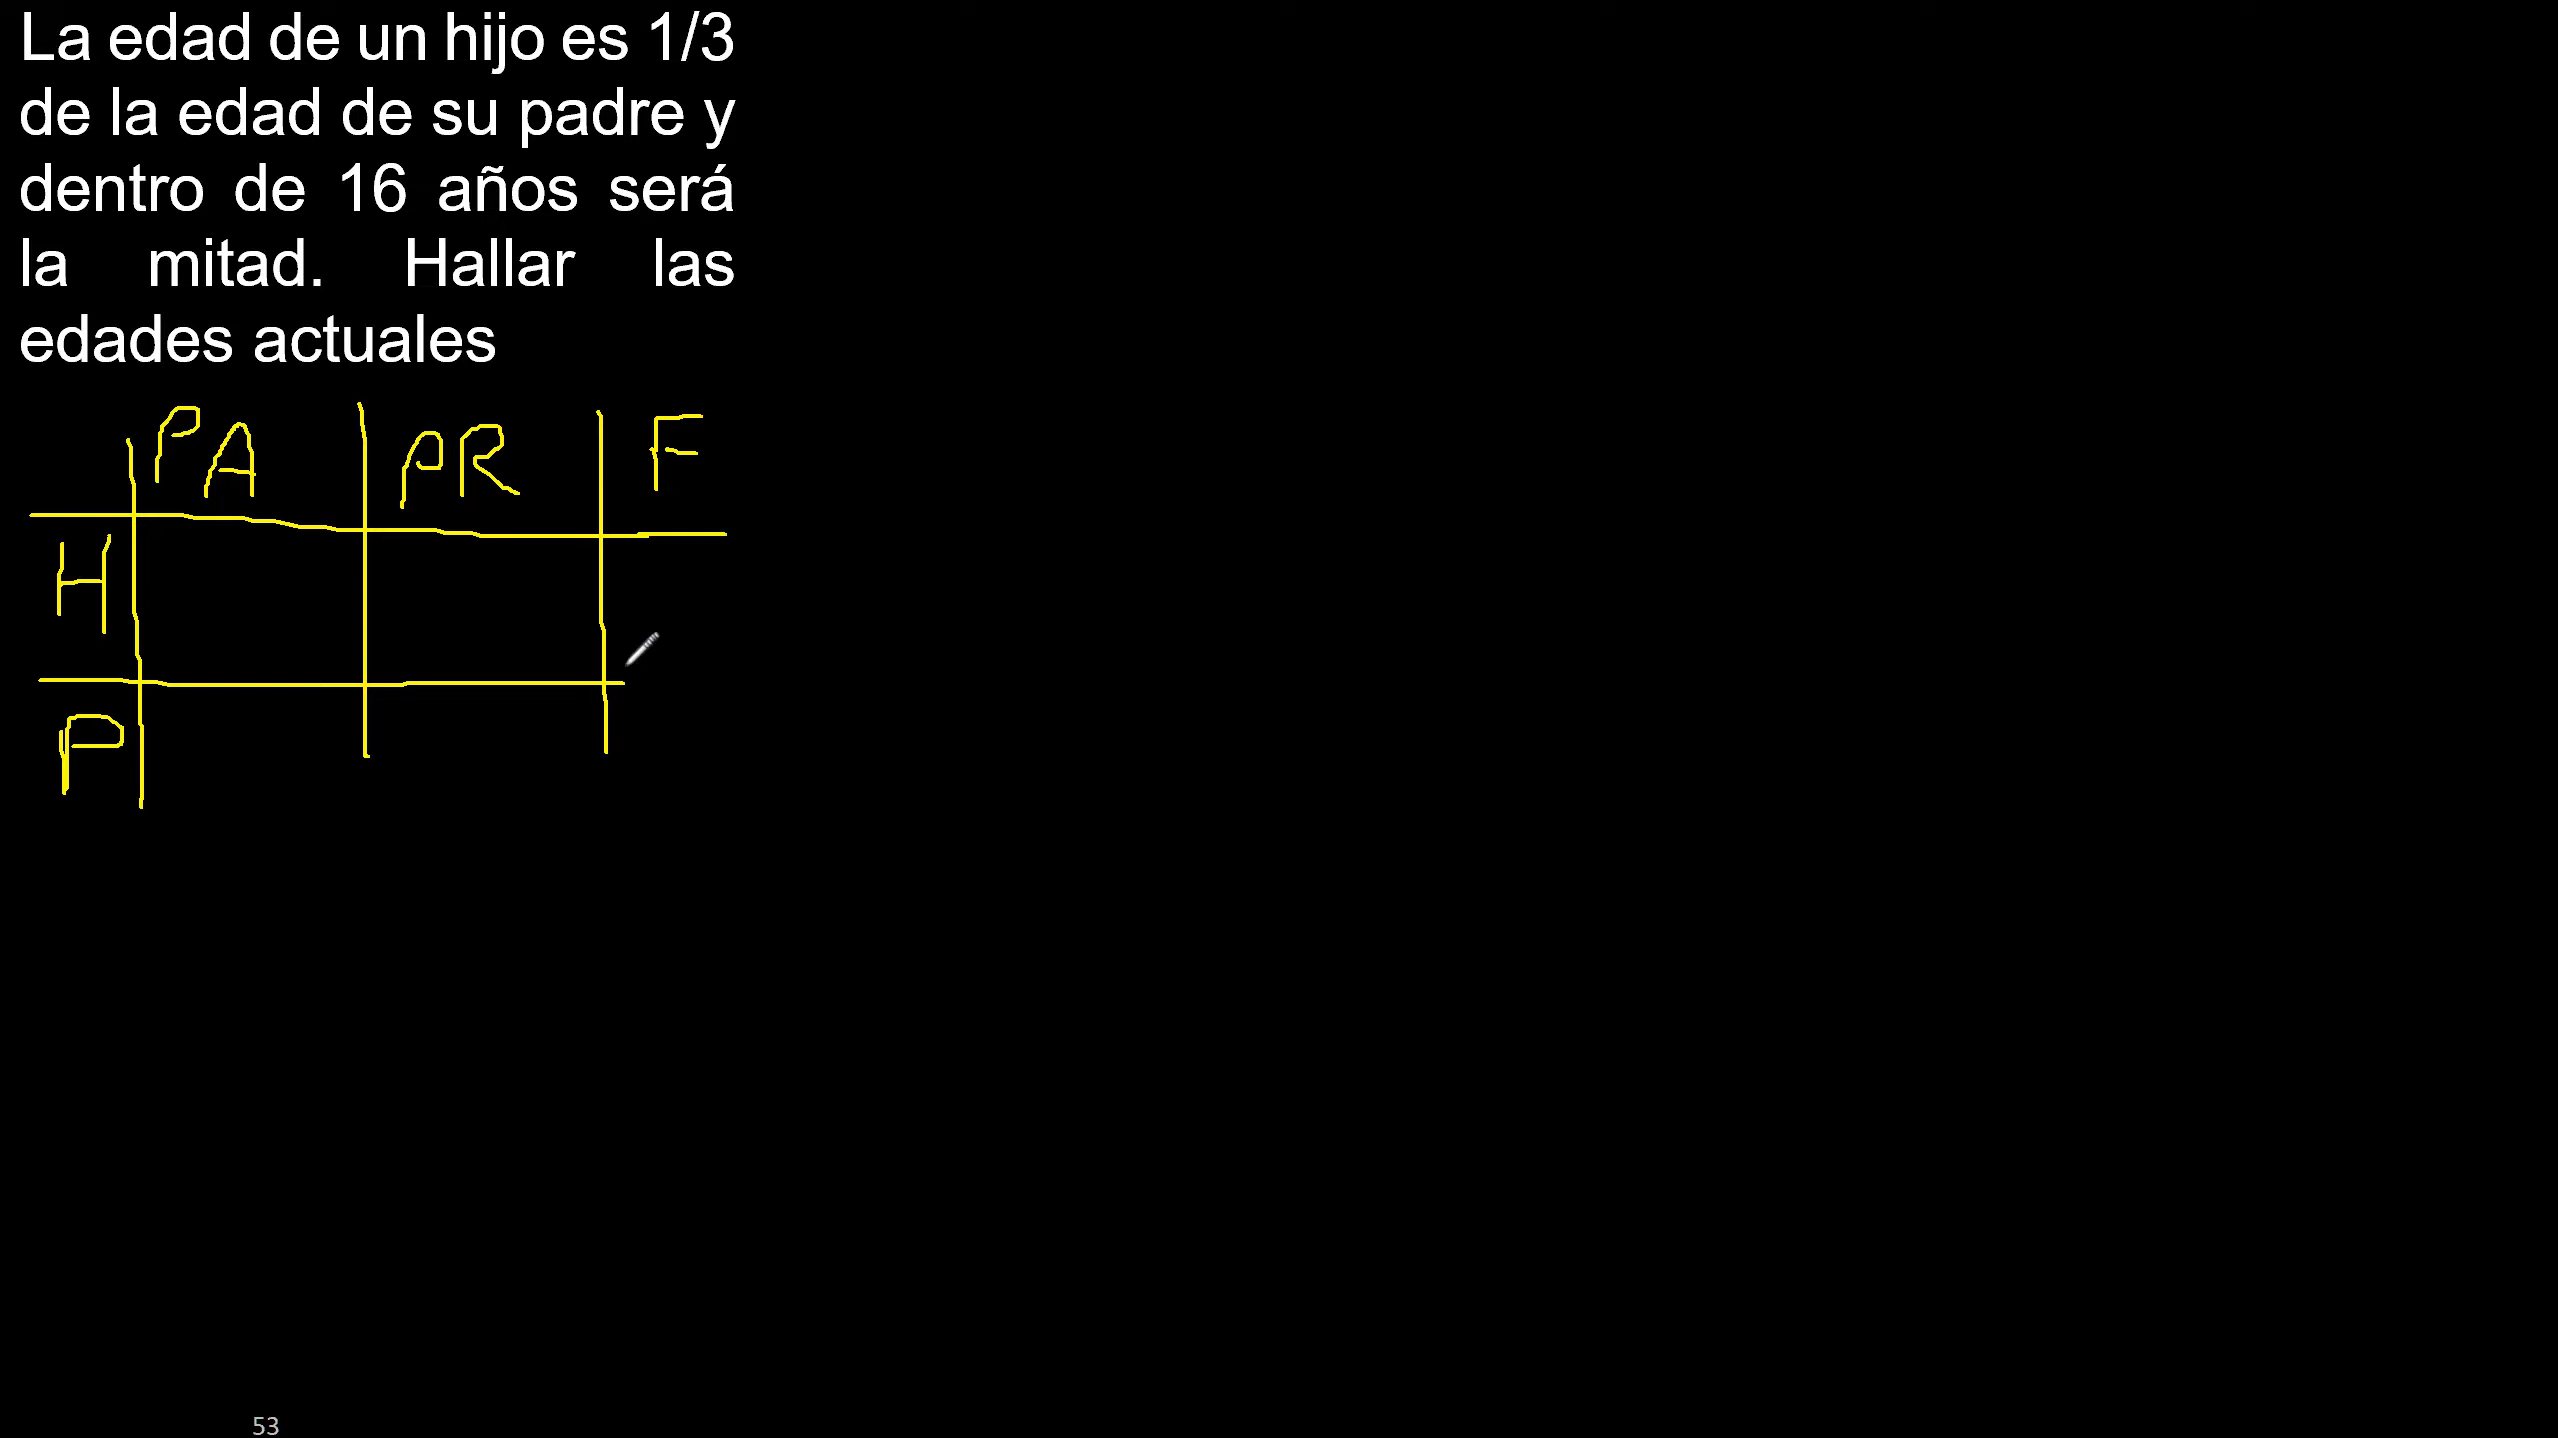 La edad de un hijo es 1/3
de la edad de su padre y
dentro de 16 años será
la mitad. Hallar las
edades actuales
PA PR F
H
P
53